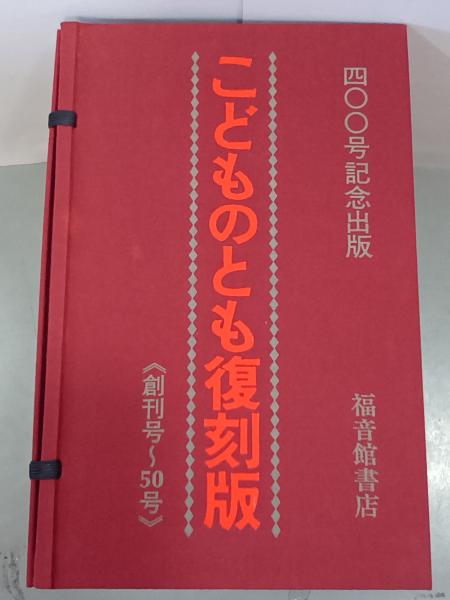 四〇〇号記念出版
福音館書店
こどものとも復刻版
《創刊号～50号》